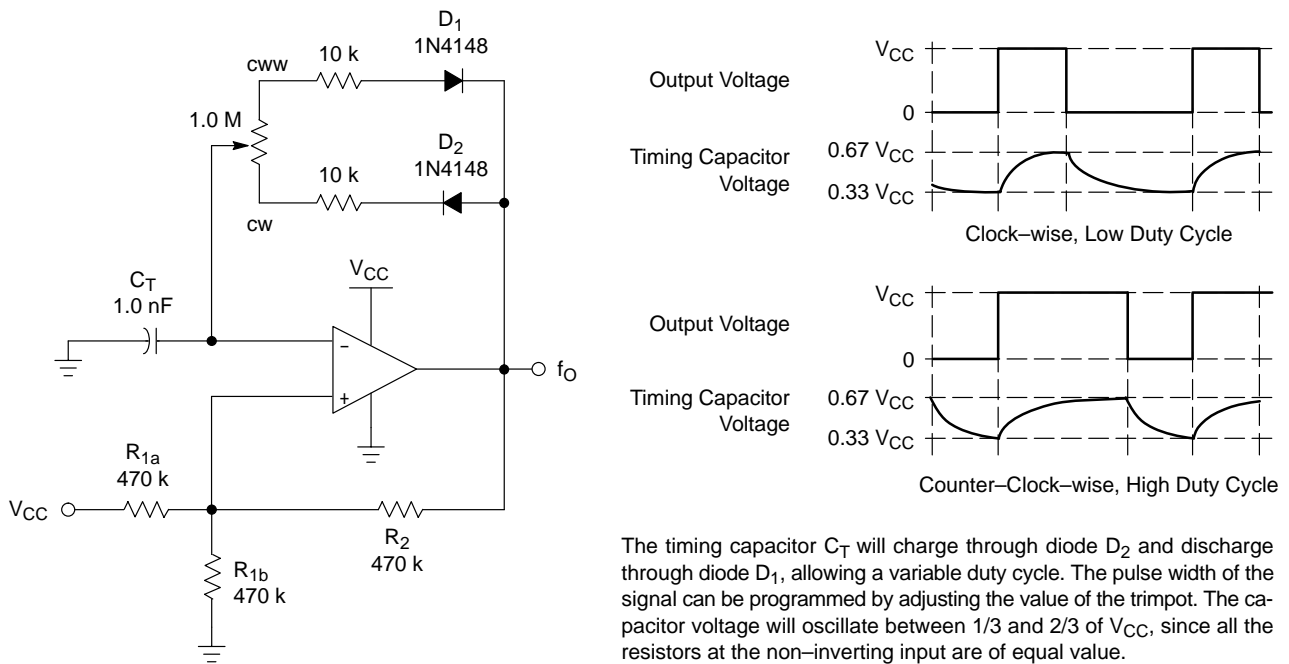 D1
1N4148
10 k
cww
1.0 M
D2
1N4148
10 k
cw
CT
1.0 nF
VCC
–
+
fO
R1a
470 k
VCC
R2
470 k
R1b
470 k
VCC
Output Voltage
0
Timing Capacitor
Voltage
0.67 VCC
0.33 VCC
Clock–wise, Low Duty Cycle
VCC
Output Voltage
0
Timing Capacitor
Voltage
0.67 VCC
0.33 VCC
Counter–Clock–wise, High Duty Cycle
The timing capacitor CT will charge through diode D2 and discharge
through diode D1, allowing a variable duty cycle. The pulse width of the
signal can be programmed by adjusting the value of the trimpot. The ca-
pacitor voltage will oscillate between 1/3 and 2/3 of VCC, since all the
resistors at the non–inverting input are of equal value.